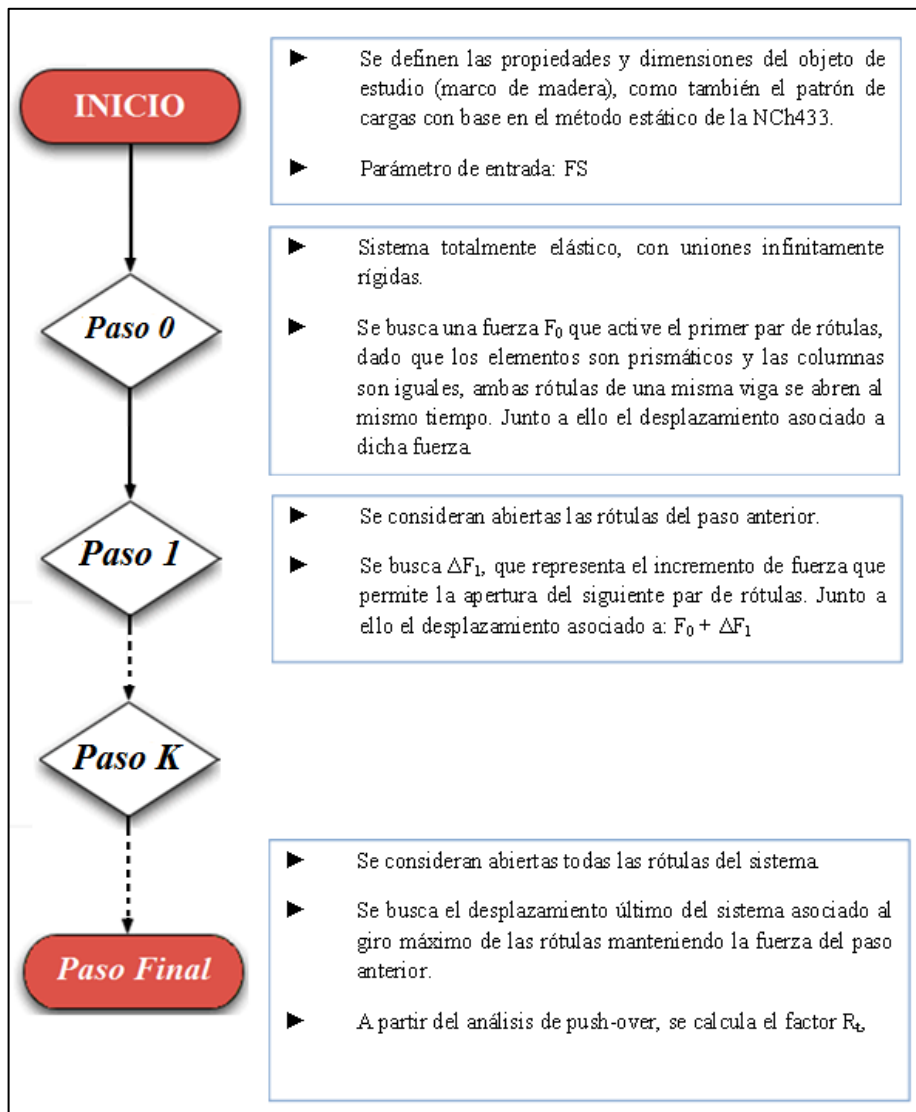 INICIO
► Se definen las propiedades y dimensiones del objeto de
estudio (marco de madera), como también el patrón de
cargas con base en el método estático de la NCh433.
► Parámetro de entrada: FS
Paso 0
► Sistema totalmente elástico, con uniones infinitamente
rígidas.
► Se busca una fuerza F₀ que active el primer par de rótulas,
dado que los elementos son prismáticos y las columnas
son iguales, ambas rótulas de una misma viga se abren al
mismo tiempo. Junto a ello el desplazamiento asociado a
dicha fuerza.
Paso 1
► Se consideran abiertas las rótulas del paso anterior.
► Se busca ΔF₁, que representa el incremento de fuerza que
permite la apertura del siguiente par de rótulas. Junto a
ello el desplazamiento asociado a: F₀ + ΔF₁
Paso K
Paso Final
► Se consideran abiertas todas las rótulas del sistema.
► Se busca el desplazamiento último del sistema asociado al
giro máximo de las rótulas manteniendo la fuerza del paso
anterior.
► A partir del análisis de push-over, se calcula el factor Rₜ,